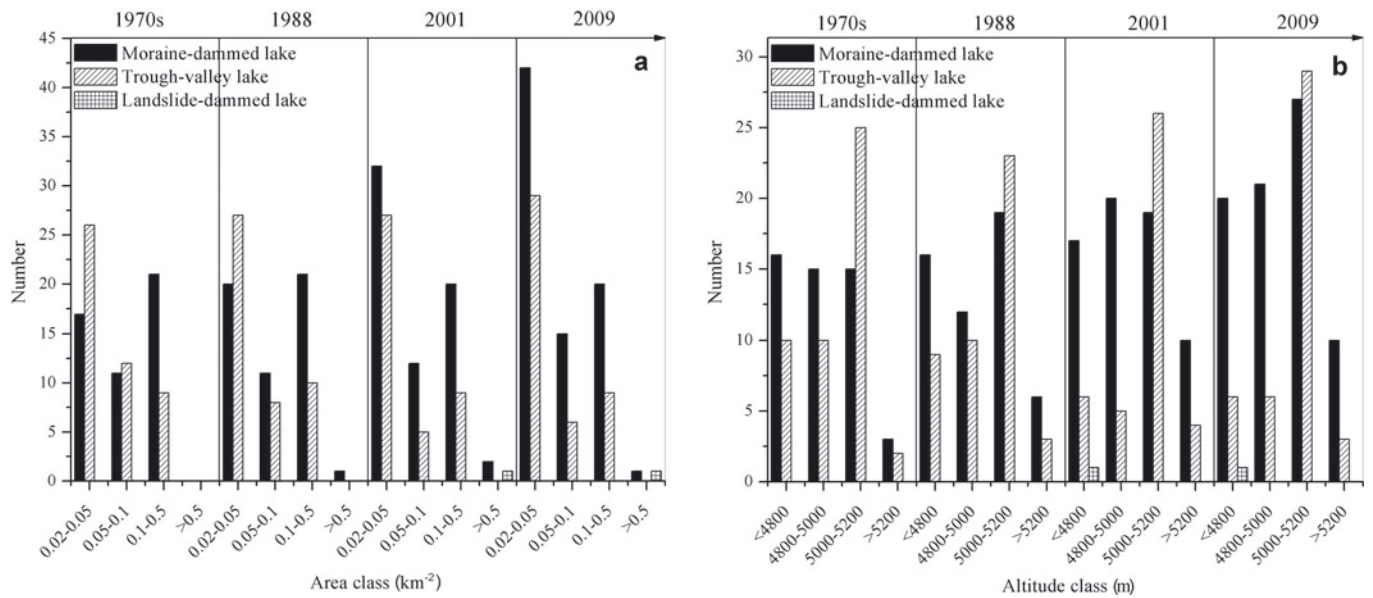 1970s 1988 2001 2009
45
40
35
30
25
20
15
10
5
0
Number
Moraine-dammed lake
Trough-valley lake
Landslide-dammed lake
a
0.02-0.05 0.05-0.1 0.1-0.5 >0.5 0.02-0.05 0.05-0.1 0.1-0.5 >0.5 0.02-0.05 0.05-0.1 0.1-0.5 >0.5 0.02-0.05 0.05-0.1 0.1-0.5 >0.5
Area class (km-2)
1970s 1988 2001 2009
30
25
20
15
10
5
0
Number
Moraine-dammed lake
Trough-valley lake
Landslide-dammed lake
b
<4800 4800-5000 5000-5200 >5200 <4800 4800-5000 5000-5200 >5200 <4800 4800-5000 5000-5200 >5200 <4800 4800-5000 5000-5200 >5200
Altitude class (m)